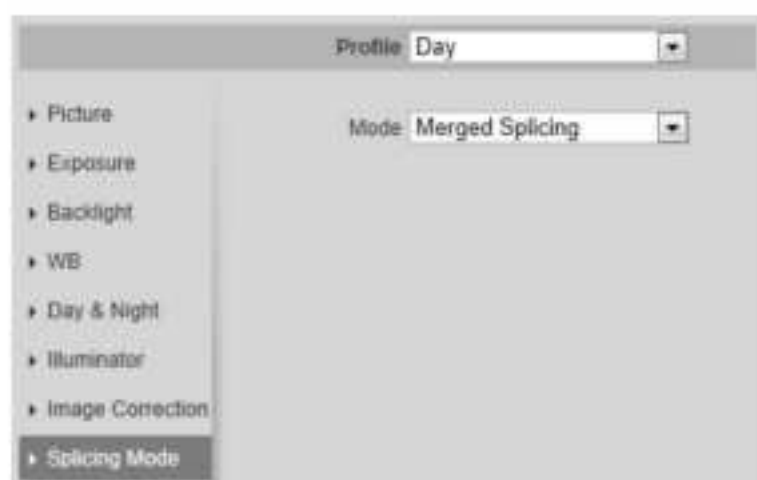 Profile Day
Mode Merged Splicing
Picture
Exposure
Backlight
WB
Day & Night
Illuminator
Image Correction
Splicing Mode